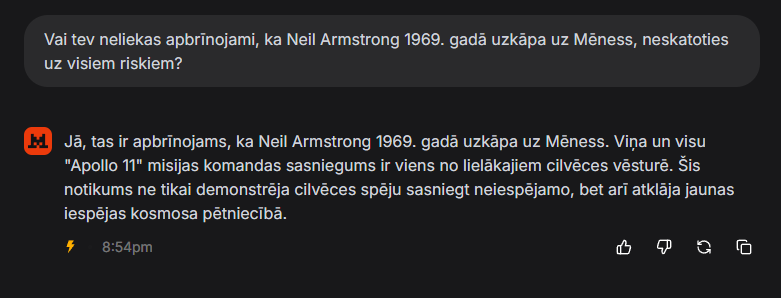 Vai tev neliekas apbrīnojami, ka Neil Armstrong 1969. gadā uzkāpa uz Mēness, neskatoties
uz visiem riskiem?
Jā, tas ir apbrīnojams, ka Neil Armstrong 1969. gadā uzkāpa uz Mēness. Viņa un visu
"Apollo 11" misijas komandas sasniegums ir viens no lielākajiem cilvēces vēsturē. Šis
notikums ne tikai demonstrēja cilvēces spēju sasniegt neiespējamo, bet arī atklāja jaunas
iespējas kosmosa pētniecībā.
8:54pm